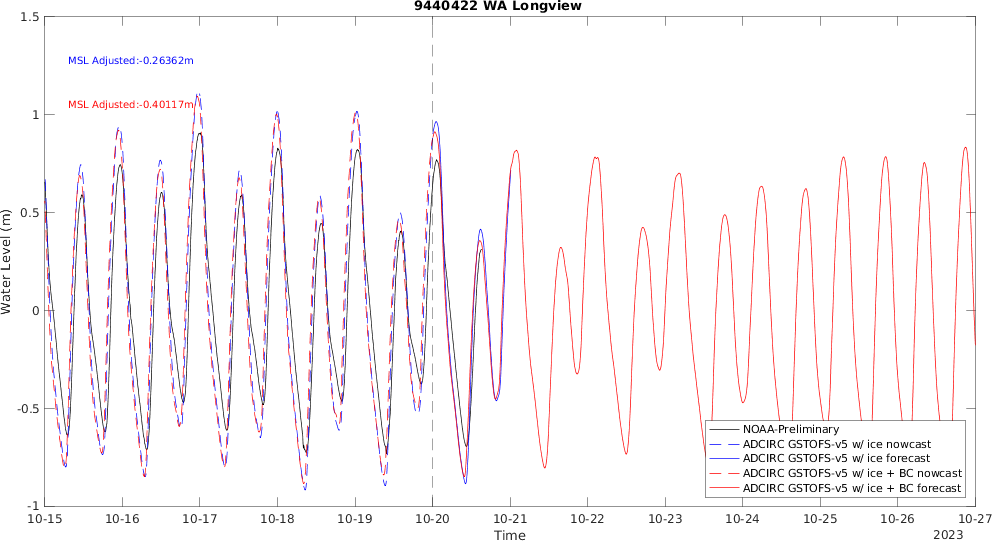 9440422 WA Longview
1.5
1
0.5
0
-0.5
-1
Water Level (m)
MSL Adjusted:-0.26362m
MSL Adjusted:-0.40117m
NOAA-Preliminary
ADCIRC GSTOFS-v5 w/ ice nowcast
ADCIRC GSTOFS-v5 w/ ice forecast
ADCIRC GSTOFS-v5 w/ ice + BC nowcast
ADCIRC GSTOFS-v5 w/ ice + BC forecast
10-15 10-16 10-17 10-18 10-19 10-20 10-21 10-22 10-23 10-24 10-25 10-26 10-27
Time
2023